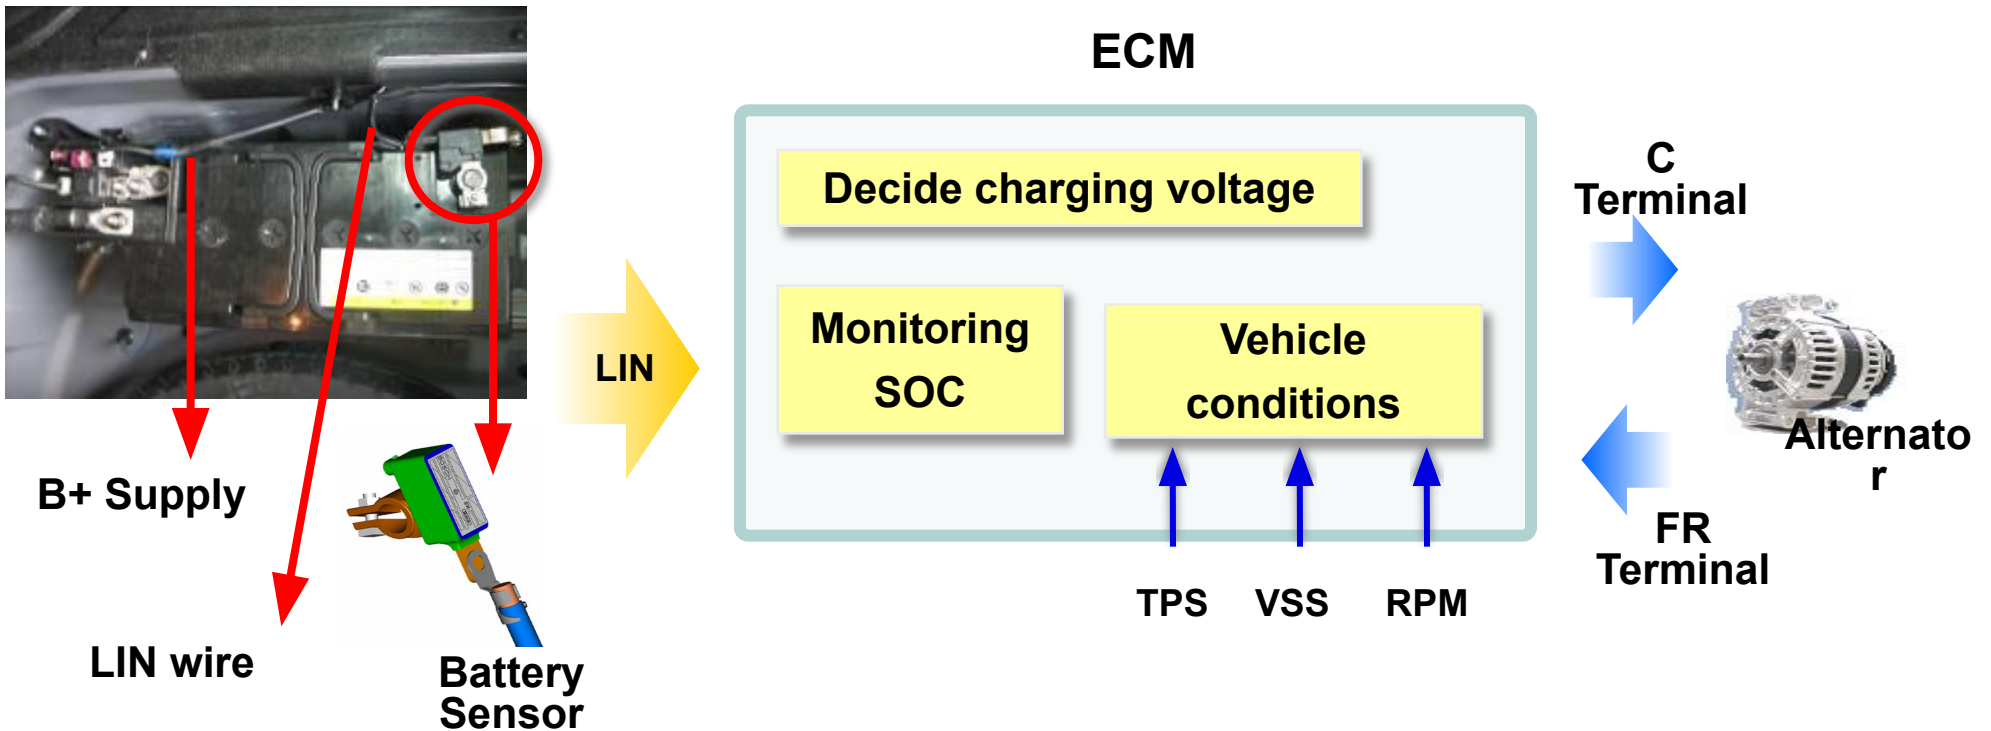 ECM
Decide charging voltage
C
Terminal
Monitoring
SOC
Vehicle
conditions
LIN
Alternato
r
B+ Supply
FR
Terminal
TPS
VSS
RPM
LIN wire
Battery
Sensor